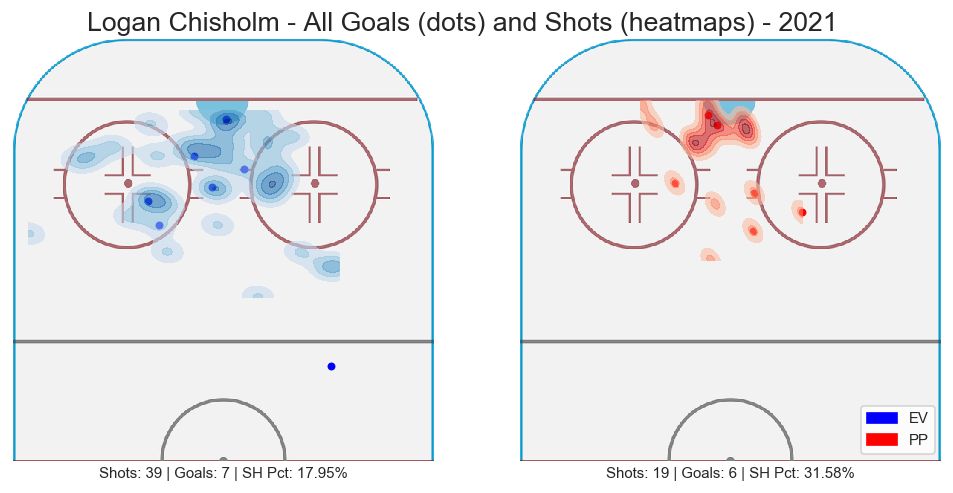 Logan Chisholm - All Goals (dots) and Shots (heatmaps) - 2021
EV
PP
Shots: 39 | Goals: 7 | SH Pct: 17.95%
Shots: 19 | Goals: 6 | SH Pct: 31.58%